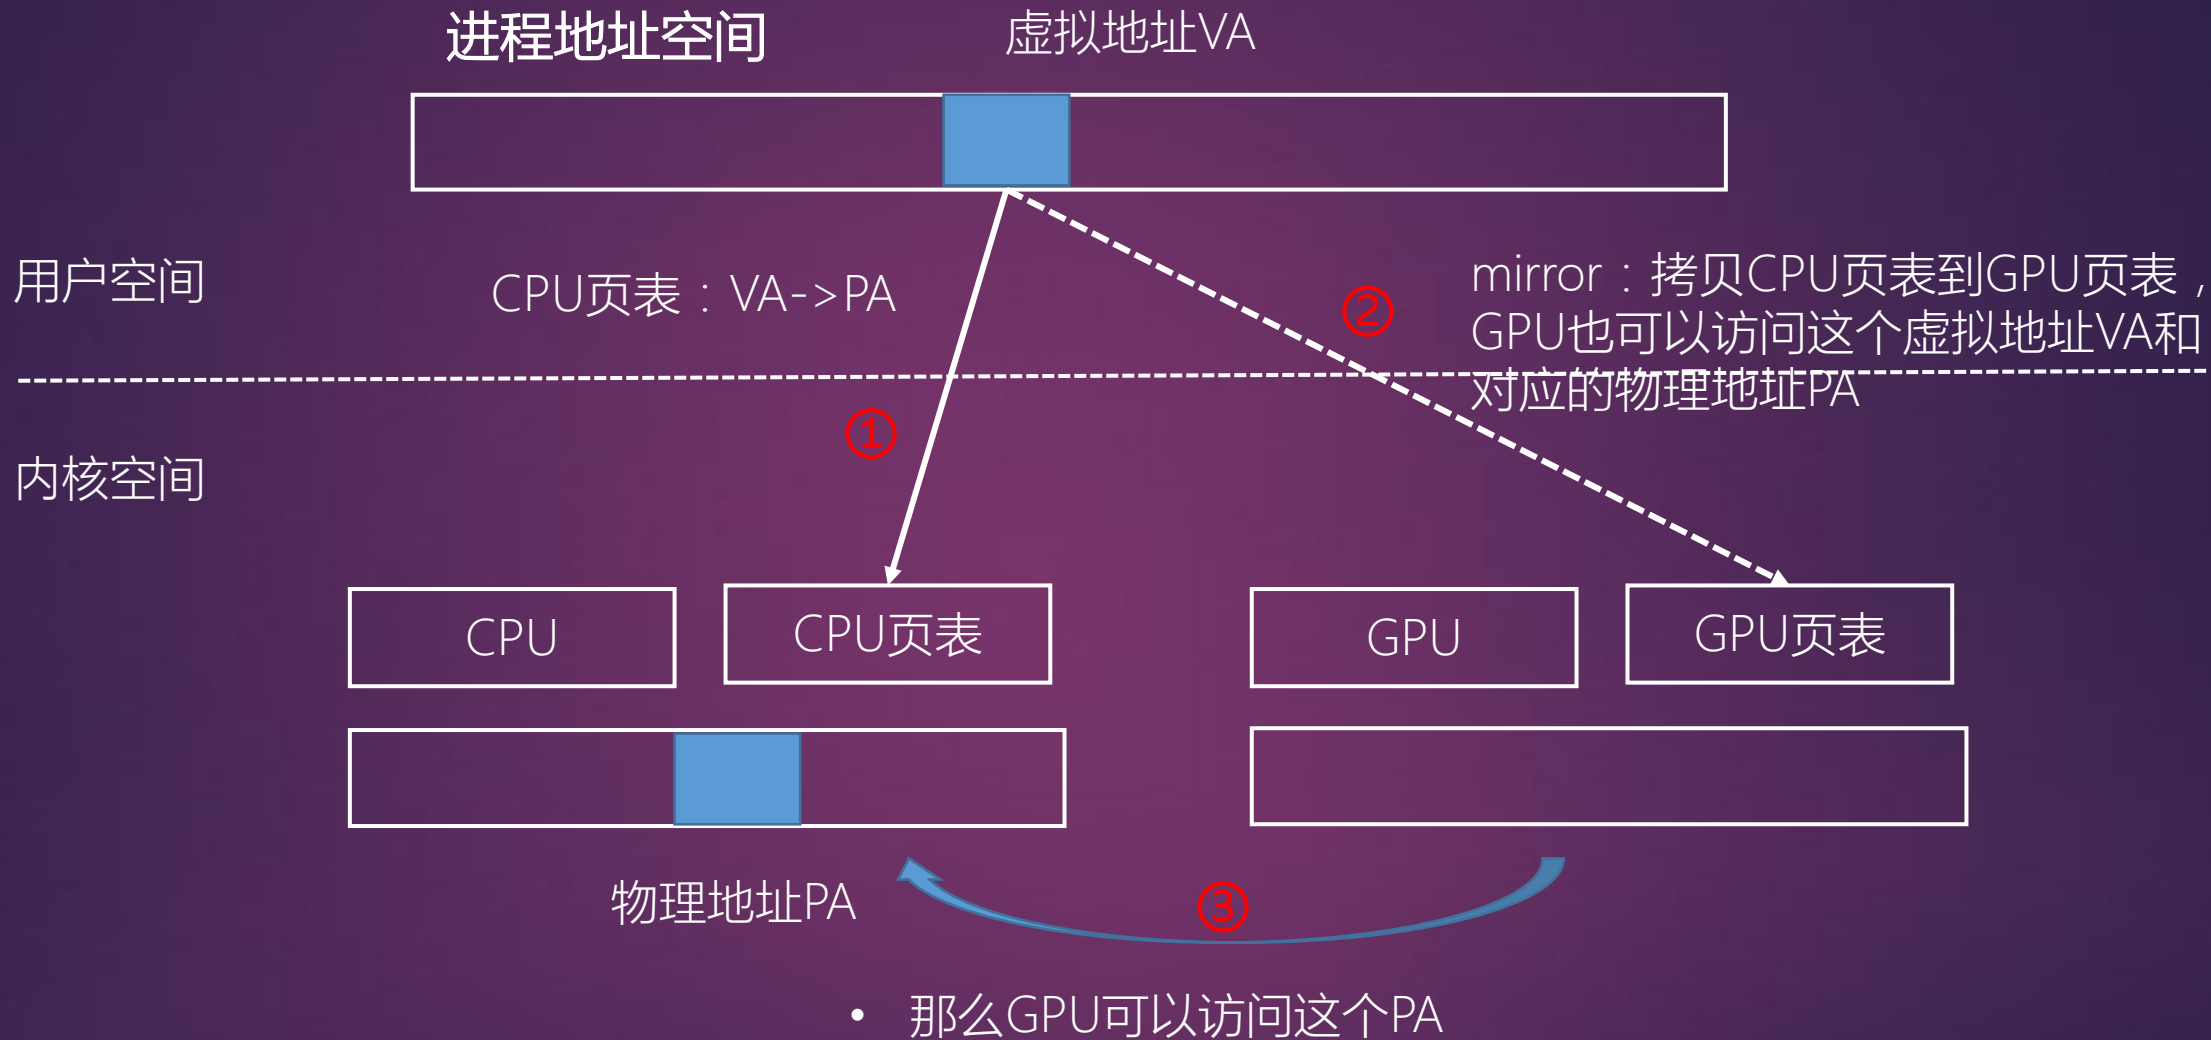 进程地址空间
虚拟地址VA
用户空间
CPU页表：VA->PA
②
mirror：拷贝CPU页表到GPU页表，
GPU也可以访问这个虚拟地址VA和
对应的物理地址PA
①
内核空间
CPU
CPU页表
GPU
GPU页表
物理地址PA
③
• 那么GPU可以访问这个PA